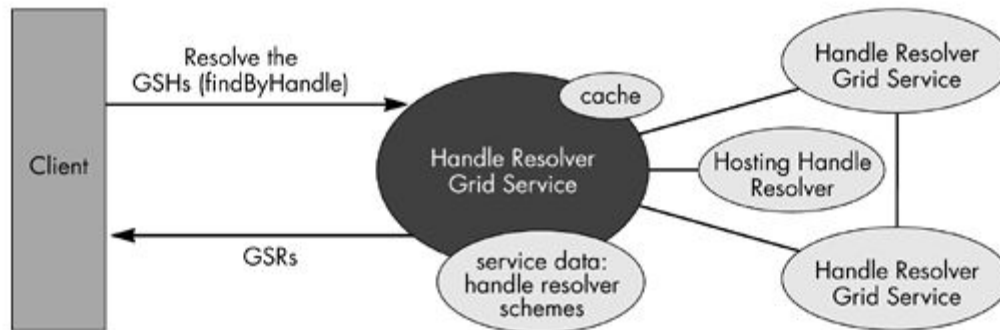 Resolve the
GSHs (findByHandle)
Client
GSRs
cache
Handle Resolver
Grid Service
service data:
handle resolver
schemes
Handle Resolver
Grid Service
Hosting Handle
Resolver
Handle Resolver
Grid Service